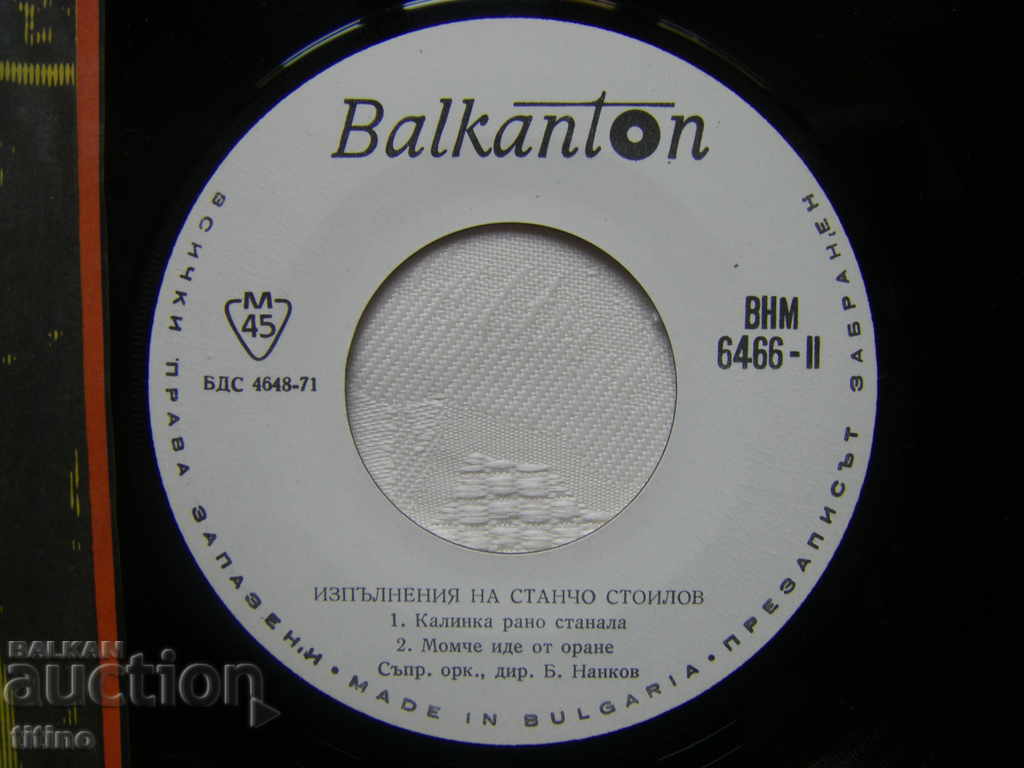 Balkanton
M
45
БДС 4648-71
ВНМ
6466-II
ИЗПЪЛНЕНИЯ НА СТАНЧО СТОИЛОВ
1. Калинка рано станала
2. Момче иде от оране
Съпр. орк., дир. Б. Нанков
ВСИЧКИ ПРАВА ЗАПАЗЕНИ • MADE IN BULGARIA • ПРЕЗАПИСЪТ ЗАБРАНЕН
BALKAN
auction
titino